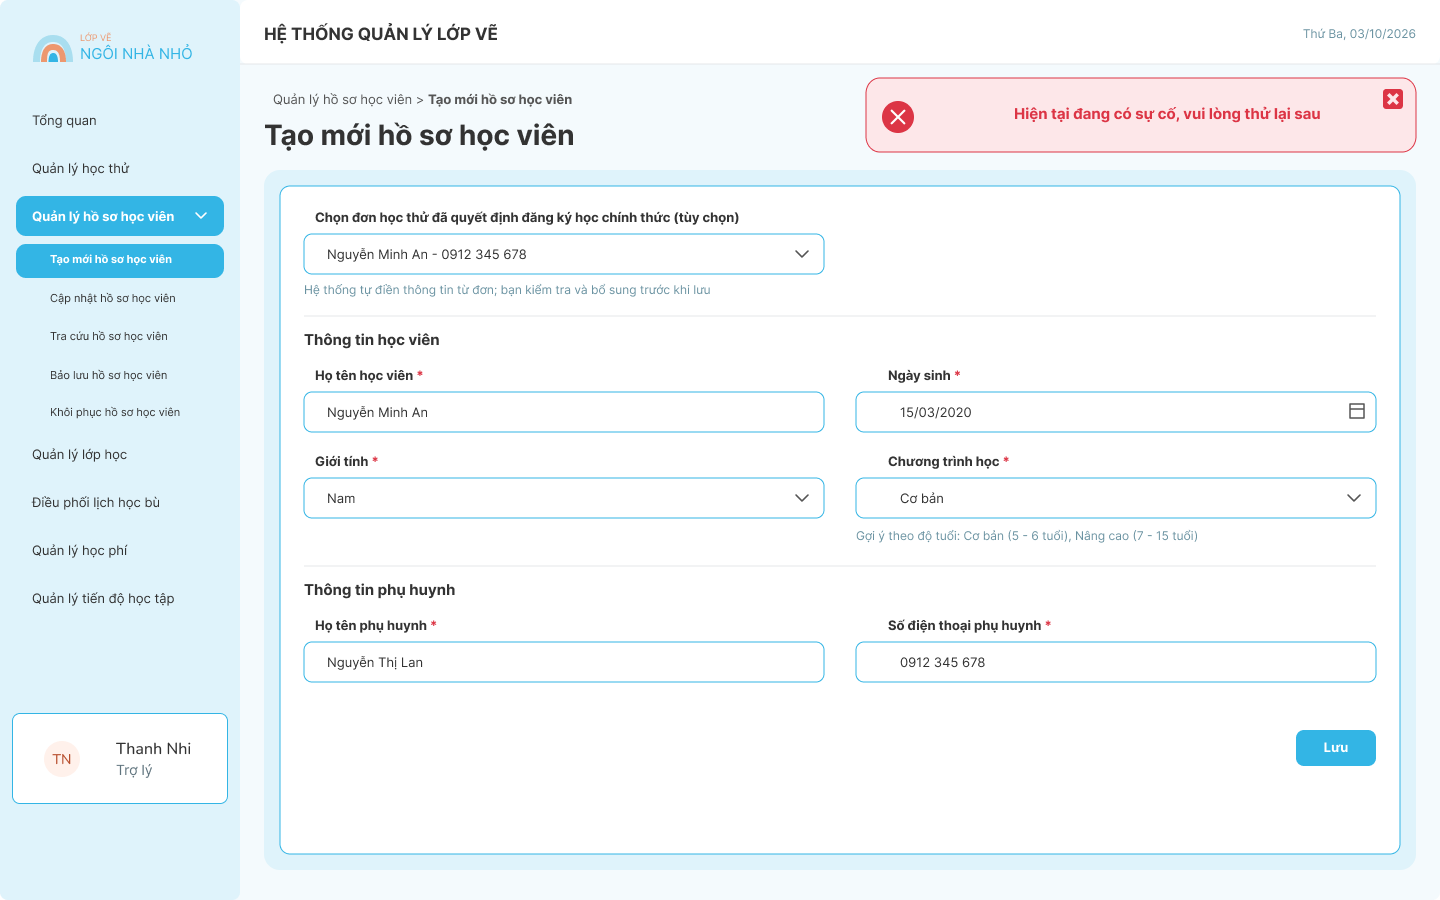 LỚP VẼ
NGÔI NHÀ NHỎ
Tổng quan
Quản lý học thử
Quản lý hồ sơ học viên
Tạo mới hồ sơ học viên
Cập nhật hồ sơ học viên
Tra cứu hồ sơ học viên
Bảo lưu hồ sơ học viên
Khôi phục hồ sơ học viên
Quản lý lớp học
Điều phối lịch học bù
Quản lý học phí
Quản lý tiến độ học tập
TN
Thanh Nhi
Trợ lý
HỆ THỐNG QUẢN LÝ LỚP VẼ
Thứ Ba, 03/10/2026
Quản lý hồ sơ học viên > Tạo mới hồ sơ học viên
Tạo mới hồ sơ học viên
Hiện tại đang có sự cố, vui lòng thử lại sau
Chọn đơn học thử đã quyết định đăng ký học chính thức (tùy chọn)
Nguyễn Minh An - 0912 345 678
Hệ thống tự điền thông tin từ đơn; bạn kiểm tra và bổ sung trước khi lưu
Thông tin học viên
Họ tên học viên *
Nguyễn Minh An
Ngày sinh *
15/03/2020
Giới tính *
Nam
Chương trình học *
Cơ bản
Gợi ý theo độ tuổi: Cơ bản (5 - 6 tuổi), Nâng cao (7 - 15 tuổi)
Thông tin phụ huynh
Họ tên phụ huynh *
Nguyễn Thị Lan
Số điện thoại phụ huynh *
0912 345 678
Lưu